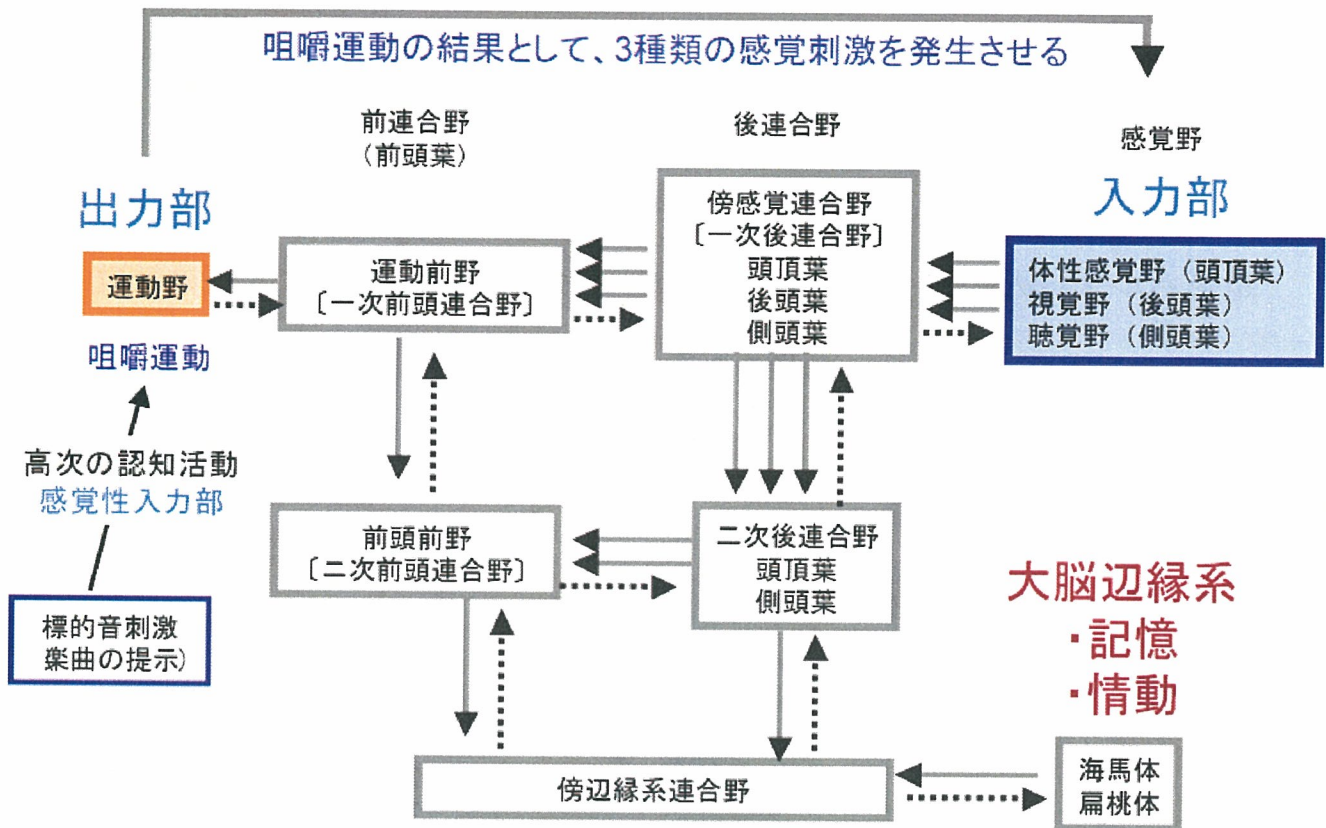 咀嚼運動の結果として、3種類の感覚刺激を発生させる
前連合野
(前頭葉)
後連合野
感覚野
出力部
入力部
運動野
運動前野
〔一次前頭連合野〕
傍感覚連合野
〔一次後連合野〕
頭頂葉
後頭葉
側頭葉
体性感覚野（頭頂葉）
視覚野（後頭葉）
聴覚野（側頭葉）
咀嚼運動
高次の認知活動
感覚性入力部
標的音刺激
楽曲の提示)
前頭前野
〔二次前頭連合野〕
二次後連合野
頭頂葉
側頭葉
大脳辺縁系
・記憶
・情動
傍辺縁系連合野
海馬体
扁桃体